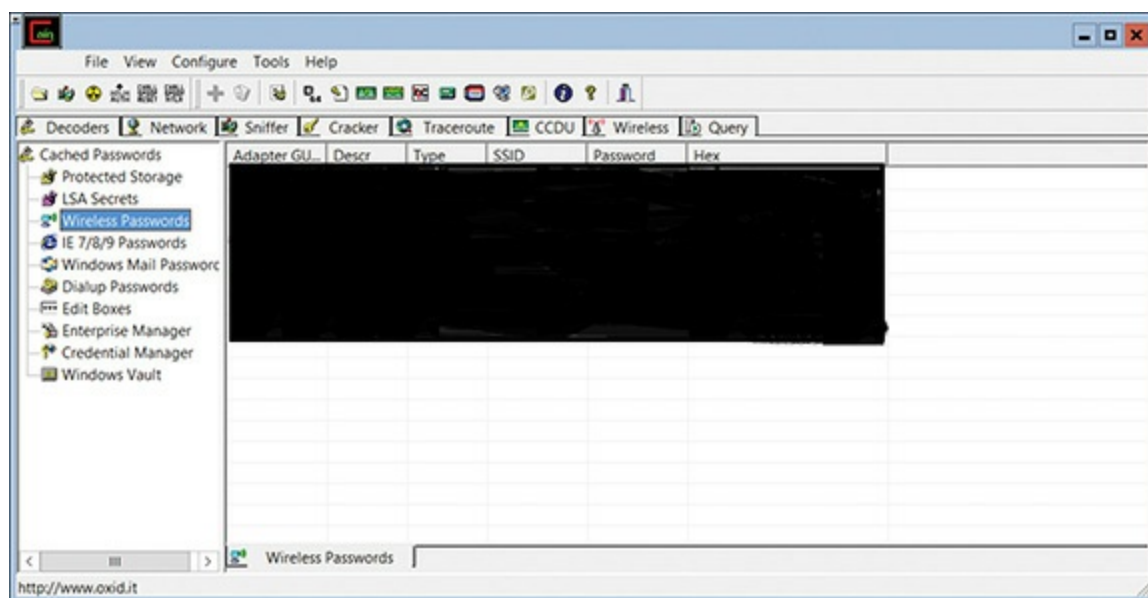 Cain
File View Configure Tools Help
Decoders Network Sniffer Cracker Traceroute CCDU Wireless Query
Cached Passwords
Protected Storage
LSA Secrets
Wireless Passwords
IE 7/8/9 Passwords
Windows Mail Passworc
Dialup Passwords
Edit Boxes
Enterprise Manager
Credential Manager
Windows Vault
Adapter GU... Descr Type SSID Password Hex
Wireless Passwords
http://www.oxid.it